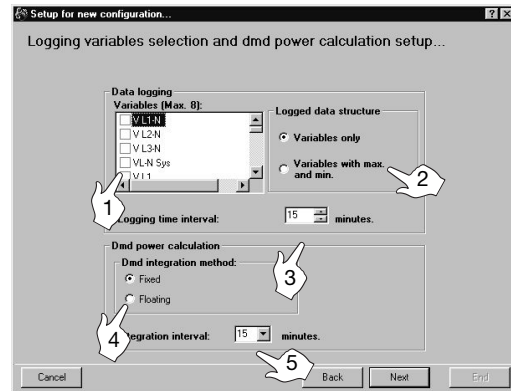 Setup for new configuration...
Logging variables selection and dmd power calculation setup...
Data logging
Variables (Max. 8):
V L1-N
V L2-N
V L3-N
VL-N Sys
V L1
Logged data structure
Variables only
Variables with max.
and min.
1
2
Logging time interval: 15 minutes.
Dmd power calculation
Dmd integration method:
3
Fixed
Floating
4
Integration interval: 15 minutes.
5
Cancel Back Next End